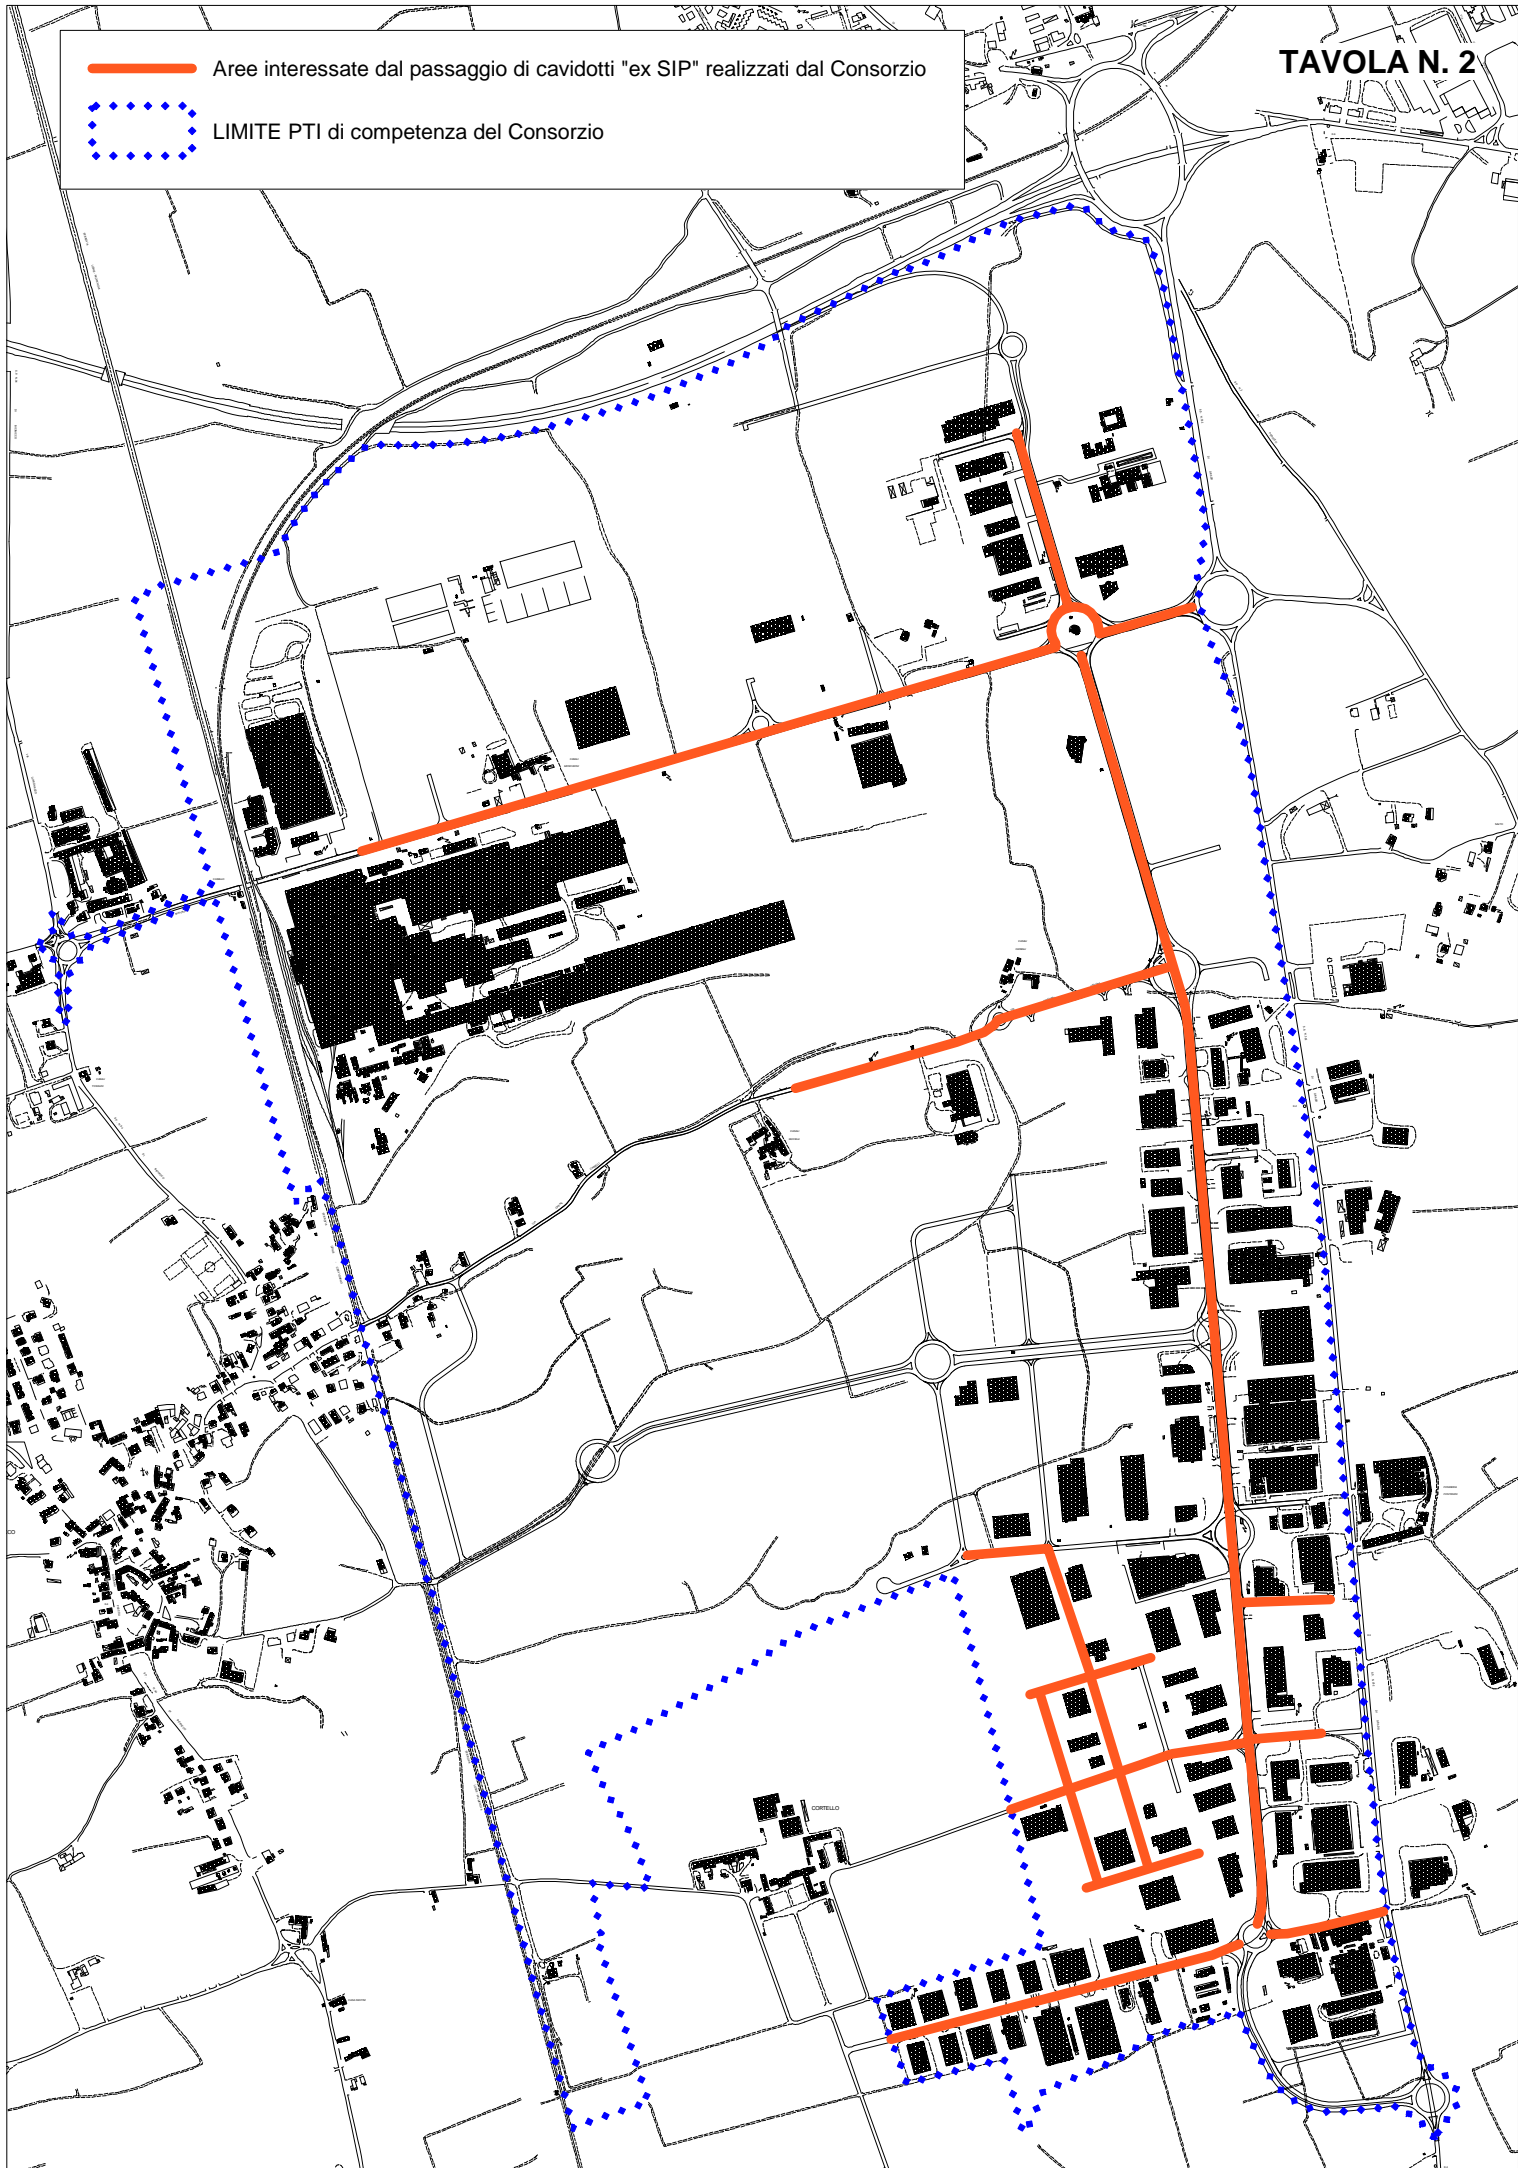 TAVOLA N. 2
Aree interessate dal passaggio di cavidotti "ex SIP" realizzati dal Consorzio
LIMITE PTI di competenza del Consorzio
CORTELLO